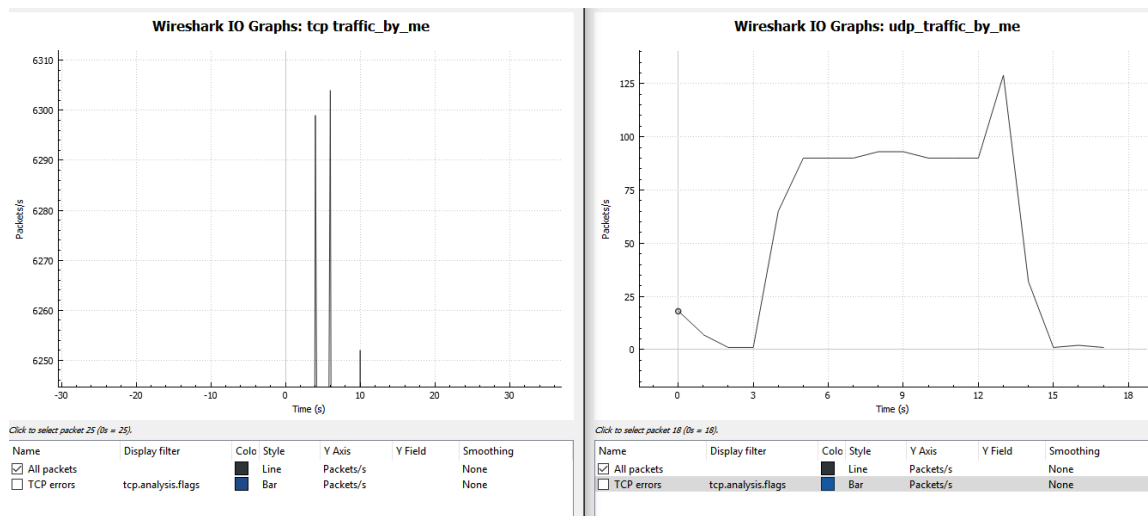 Wireshark IO Graphs: tcp traffic_by_me
6310
6300
6290
6280
6270
6260
6250
Packets/s
-30 -20 -10 0 10 20 30
Time (s)
Click to select packet 25 (0s = 25).
Name Display filter Colo Style Y Axis Y Field Smoothing
All packets Line Packets/s None
TCP errors tcp.analysis.flags Bar Packets/s None
Wireshark IO Graphs: udp_traffic_by_me
125
100
75
50
25
0
Packets/s
0 3 6 9 12 15 18
Time (s)
Click to select packet 18 (0s = 18).
Name Display filter Colo Style Y Axis Y Field Smoothing
All packets Line Packets/s None
TCP errors tcp.analysis.flags Bar Packets/s None